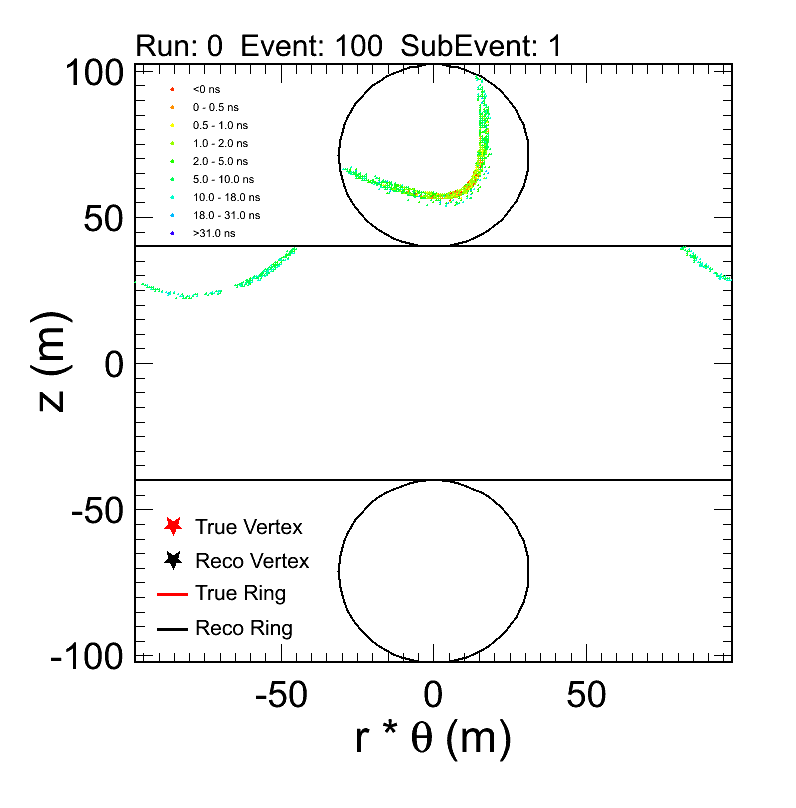 Run: 0 Event: 100 SubEvent: 1
100
<0 ns
0 - 0.5 ns
0.5 - 1.0 ns
1.0 - 2.0 ns
2.0 - 5.0 ns
5.0 - 10.0 ns
10.0 - 18.0 ns
18.0 - 31.0 ns
>31.0 ns
50
0
-50
-100
z (m)
True Vertex
Reco Vertex
True Ring
Reco Ring
-50 0 50
r * θ (m)